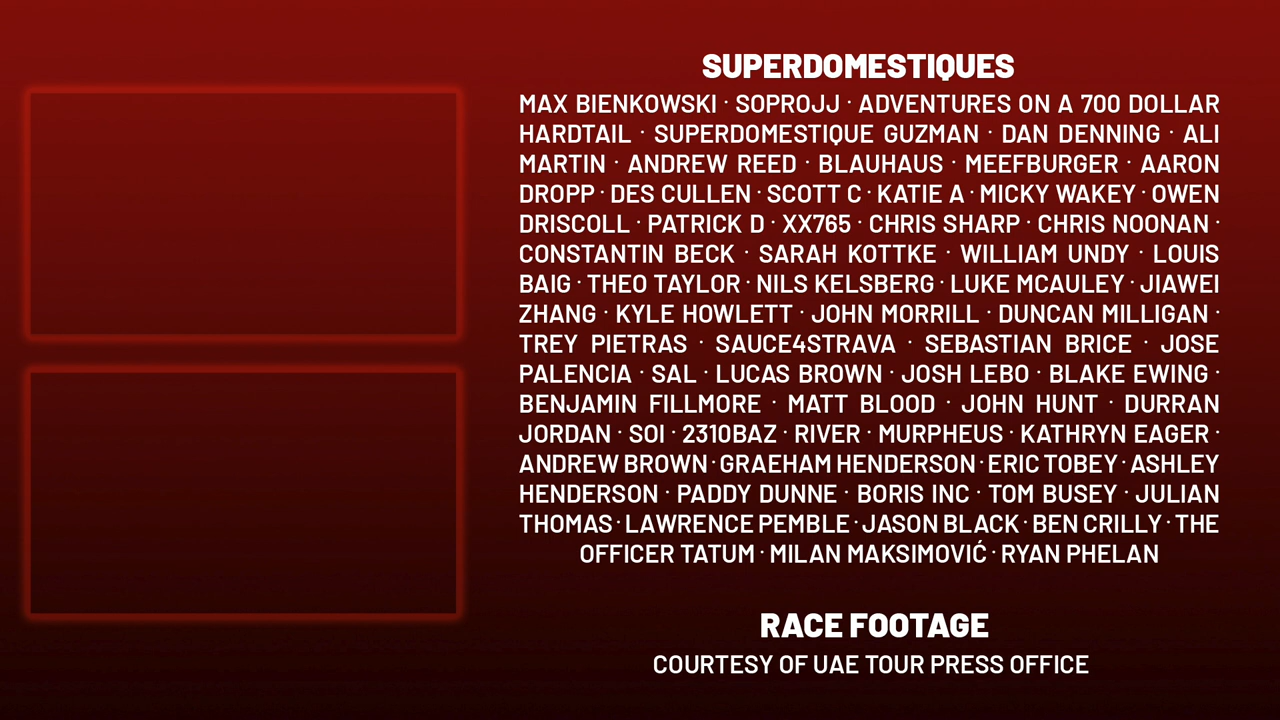 SUPERDOMESTIQUES
MAX BIENKOWSKI · SOPROJJ · ADVENTURES ON A 700 DOLLAR
HARDTAIL · SUPERDOMESTIQUE GUZMAN · DAN DENNING · ALI
MARTIN · ANDREW REED · BLAUHAUS · MEEFBURGER · AARON
DROPP · DES CULLEN · SCOTT C · KATIE A · MICKY WAKEY · OWEN
DRISCOLL · PATRICK D · XX765 · CHRIS SHARP · CHRIS NOONAN ·
CONSTANTIN BECK · SARAH KOTTKE · WILLIAM UNDY · LOUIS
BAIG · THEO TAYLOR · NILS KELSBERG · LUKE MCAULEY · JIAWEI
ZHANG · KYLE HOWLETT · JOHN MORRILL · DUNCAN MILLIGAN ·
TREY PIETRAS · SAUCE4STRAVA · SEBASTIAN BRICE · JOSE
PALENCIA · SAL · LUCAS BROWN · JOSH LEBO · BLAKE EWING ·
BENJAMIN FILLMORE · MATT BLOOD · JOHN HUNT · DURRAN
JORDAN · SOI · 2310BAZ · RIVER · MURPHEUS · KATHRYN EAGER ·
ANDREW BROWN · GRAEHAM HENDERSON · ERIC TOBEY · ASHLEY
HENDERSON · PADDY DUNNE · BORIS INC · TOM BUSEY · JULIAN
THOMAS · LAWRENCE PEMBLE · JASON BLACK · BEN CRILLY · THE
OFFICER TATUM · MILAN MAKSIMOVIĆ · RYAN PHELAN
RACE FOOTAGE
COURTESY OF UAE TOUR PRESS OFFICE